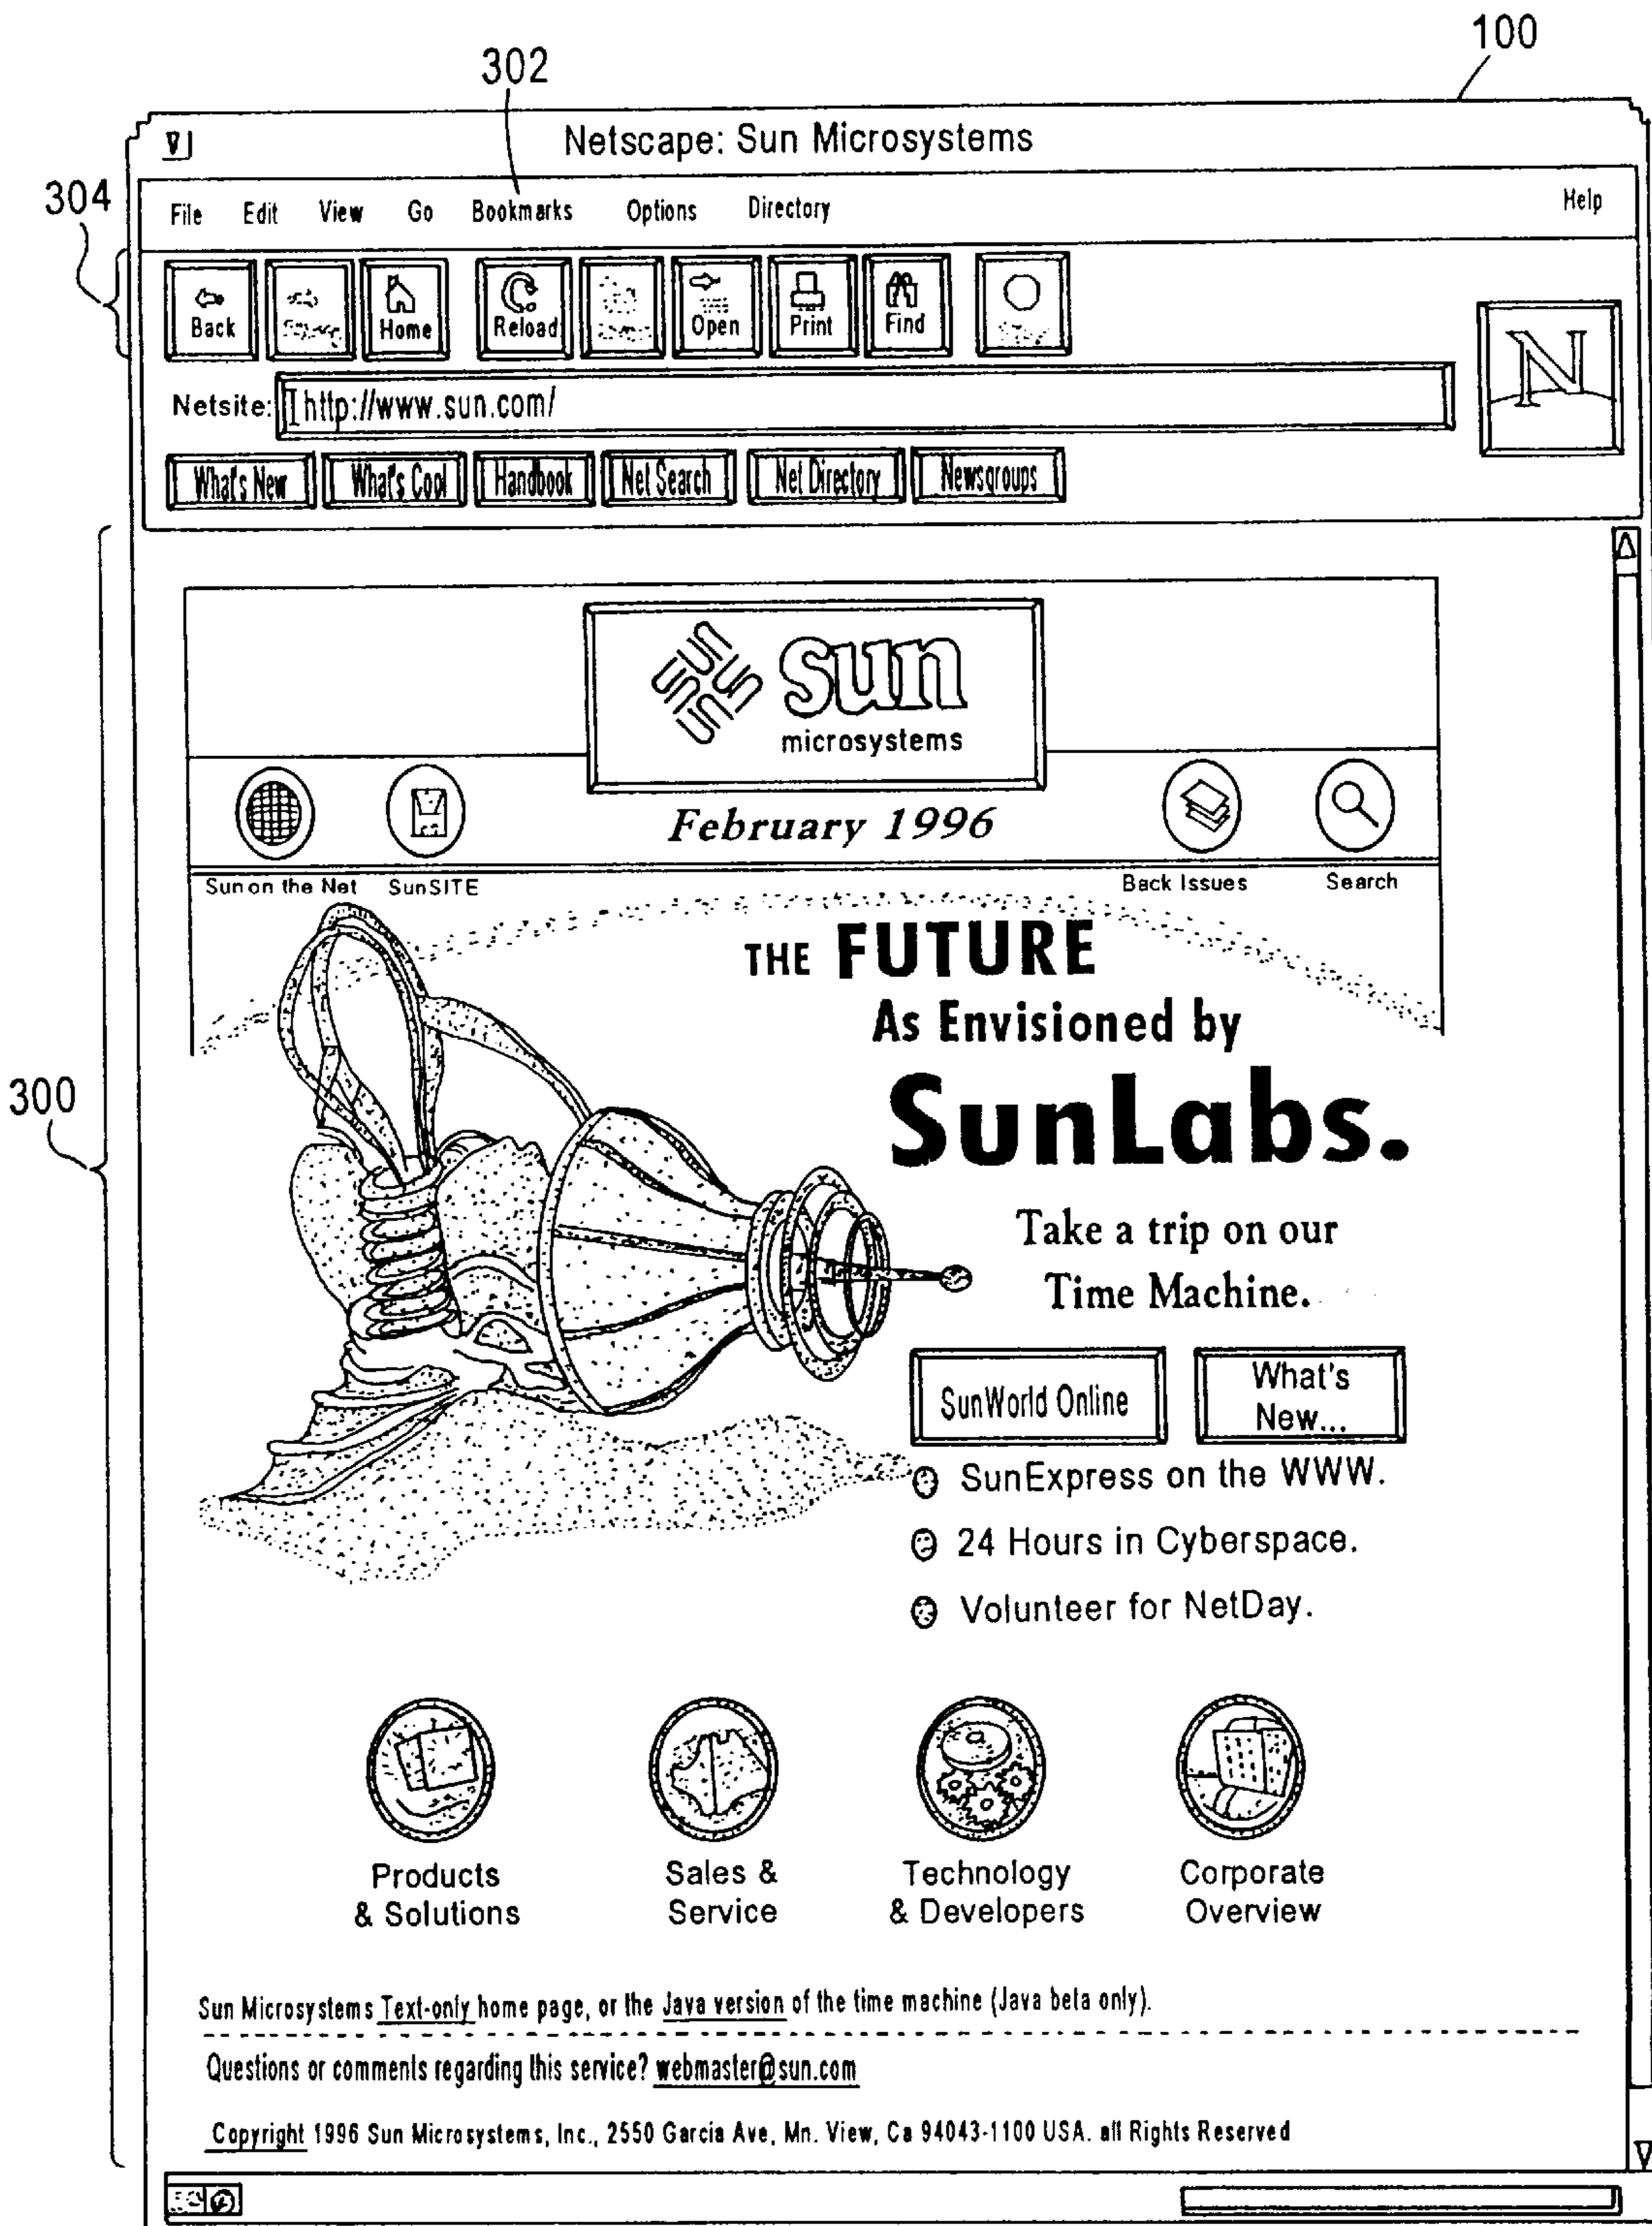 100
302
Netscape: Sun Microsystems
304
File Edit View Go Bookmarks Options Directory Help
Back Home Reload Open Print Find
N
Netsite: http://www.sun.com/
What's New What's Cool Handbook Net Search Net Directory Newsgroups
sun
microsystems
February 1996
Sun on the Net SunSITE Back Issues Search
THE FUTURE
As Envisioned by
SunLabs.
300
Take a trip on our
Time Machine.
SunWorld Online What's
New...
SunExpress on the WWW.
24 Hours in Cyberspace.
Volunteer for NetDay.
Products
& Solutions
Sales &
Service
Technology
& Developers
Corporate
Overview
Sun Microsystems Text-only home page, or the Java version of the time machine (Java beta only).
Questions or comments regarding this service? webmaster@sun.com
Copyright 1996 Sun Microsystems, Inc., 2550 Garcia Ave, Mn. View, Ca 94043-1100 USA. all Rights Reserved